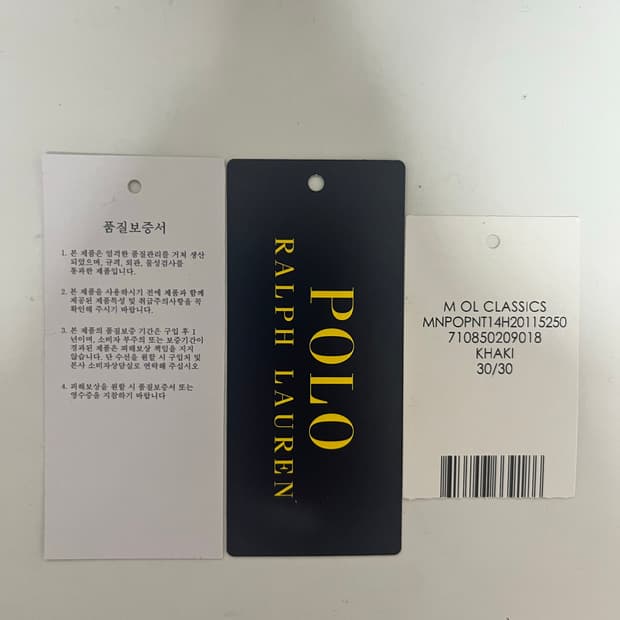 품질보증서
1. 본 제품은 엄격한 품질관리를 거쳐 생산
되었으며, 규격, 외관, 물성검사를
통과한 제품입니다.
2. 본 제품을 사용하시기 전에 제품과 함께
제공된 제품특성 및 취급주의사항을 꼭
확인해 주시기 바랍니다.
3. 본 제품의 품질보증 기간은 구입 후 1
년이며, 소비자 부주의 또는 보증기간이
경과된 제품은 피해보상 책임을 지지
않습니다. 단 수선을 원할 시 구입처 및
본사 소비자상담실로 연락해 주십시오
4. 피해보상을 원할 시 품질보증서 또는
영수증을 지참하기 바랍니다
POLO
RALPH LAUREN
M OL CLASSICS
MNPOPNT14H20115250
710850209018
KHAKI
30/30